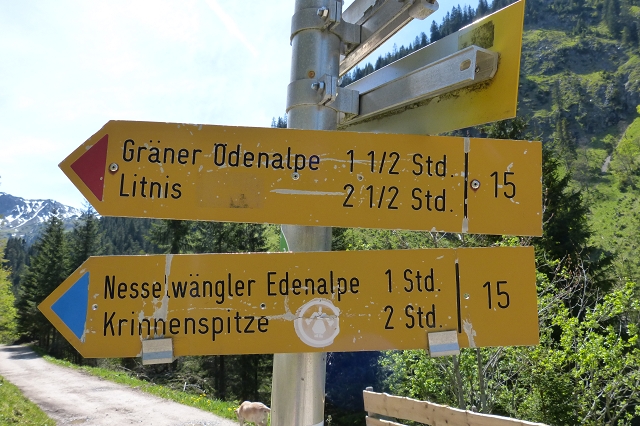 Gräner Ödenalpe 1 1/2 Std.
Litnis 2 1/2 Std.
15
Nesselwängler Edenalpe 1 Std.
Krinnenspitze 2 Std.
15